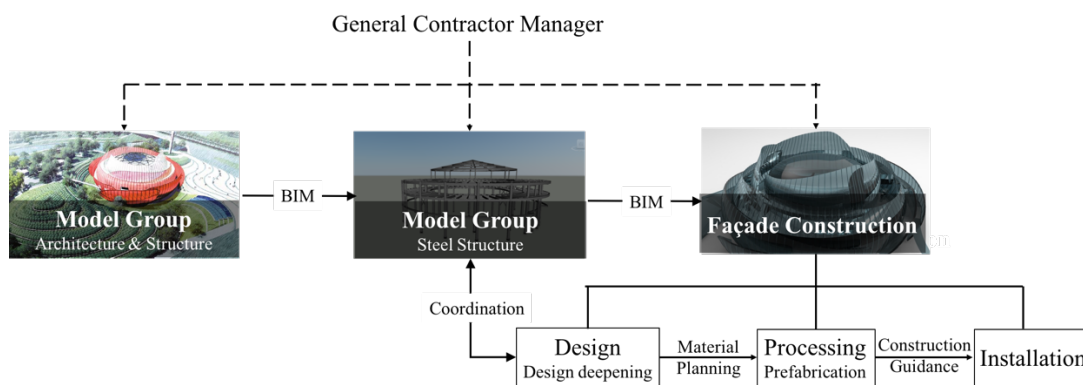 General Contractor Manager
Model Group
Architecture & Structure
BIM
Model Group
Steel Structure
BIM
Façade Construction
Coordination
Design
Design deepening
Material
Planning
Processing
Prefabrication
Construction
Guidance
Installation